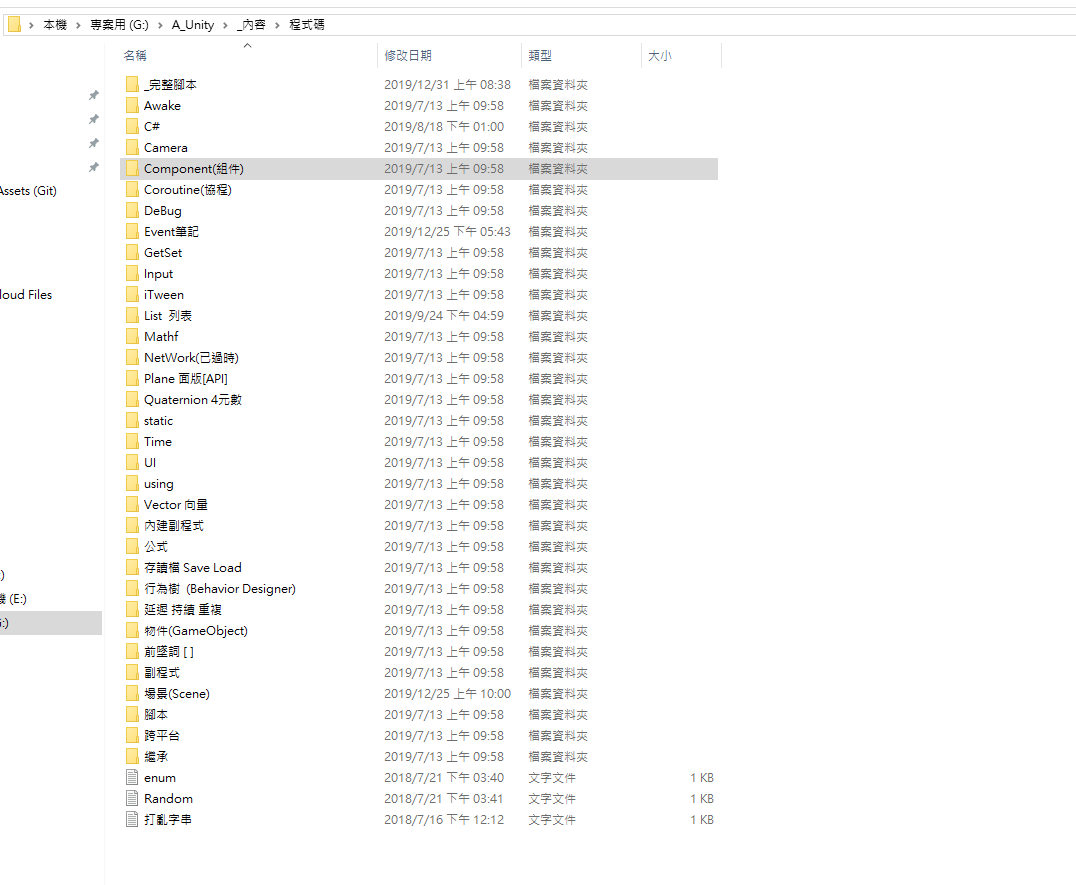 本機 › 專案用 (G:) › A_Unity › _內容 › 程式碼
名稱 修改日期 類型 大小
_完整腳本 2019/12/31 上午 08:38 檔案資料夾
Awake 2019/7/13 上午 09:58 檔案資料夾
C# 2019/8/18 下午 01:00 檔案資料夾
Camera 2019/7/13 上午 09:58 檔案資料夾
Component(組件) 2019/7/13 上午 09:58 檔案資料夾
Assets (Git) Coroutine(協程) 2019/7/13 上午 09:58 檔案資料夾
DeBug 2019/7/13 上午 09:58 檔案資料夾
Event筆記 2019/12/25 下午 05:43 檔案資料夾
GetSet 2019/7/13 上午 09:58 檔案資料夾
Input 2019/7/13 上午 09:58 檔案資料夾
loud Files iTween 2019/7/13 上午 09:58 檔案資料夾
List 列表 2019/9/24 下午 04:59 檔案資料夾
Mathf 2019/7/13 上午 09:58 檔案資料夾
NetWork(已過時) 2019/7/13 上午 09:58 檔案資料夾
Plane 面版[API] 2019/7/13 上午 09:58 檔案資料夾
Quaternion 4元數 2019/7/13 上午 09:58 檔案資料夾
static 2019/7/13 上午 09:58 檔案資料夾
Time 2019/7/13 上午 09:58 檔案資料夾
UI 2019/7/13 上午 09:58 檔案資料夾
using 2019/7/13 上午 09:58 檔案資料夾
Vector 向量 2019/7/13 上午 09:58 檔案資料夾
內建副程式 2019/7/13 上午 09:58 檔案資料夾
公式 2019/7/13 上午 09:58 檔案資料夾
存讀檔 Save Load 2019/7/13 上午 09:58 檔案資料夾
:) 行為樹 (Behavior Designer) 2019/7/13 上午 09:58 檔案資料夾
(E:) 延遲 持續 重複 2019/7/13 上午 09:58 檔案資料夾
:) 物件(GameObject) 2019/7/13 上午 09:58 檔案資料夾
前墜詞 [ ] 2019/7/13 上午 09:58 檔案資料夾
副程式 2019/7/13 上午 09:58 檔案資料夾
場景(Scene) 2019/12/25 上午 10:00 檔案資料夾
腳本 2019/7/13 上午 09:58 檔案資料夾
跨平台 2019/7/13 上午 09:58 檔案資料夾
繼承 2019/7/13 上午 09:58 檔案資料夾
enum 2018/7/21 下午 03:40 文字文件 1 KB
Random 2018/7/21 下午 03:41 文字文件 1 KB
打亂字串 2018/7/16 下午 12:12 文字文件 1 KB